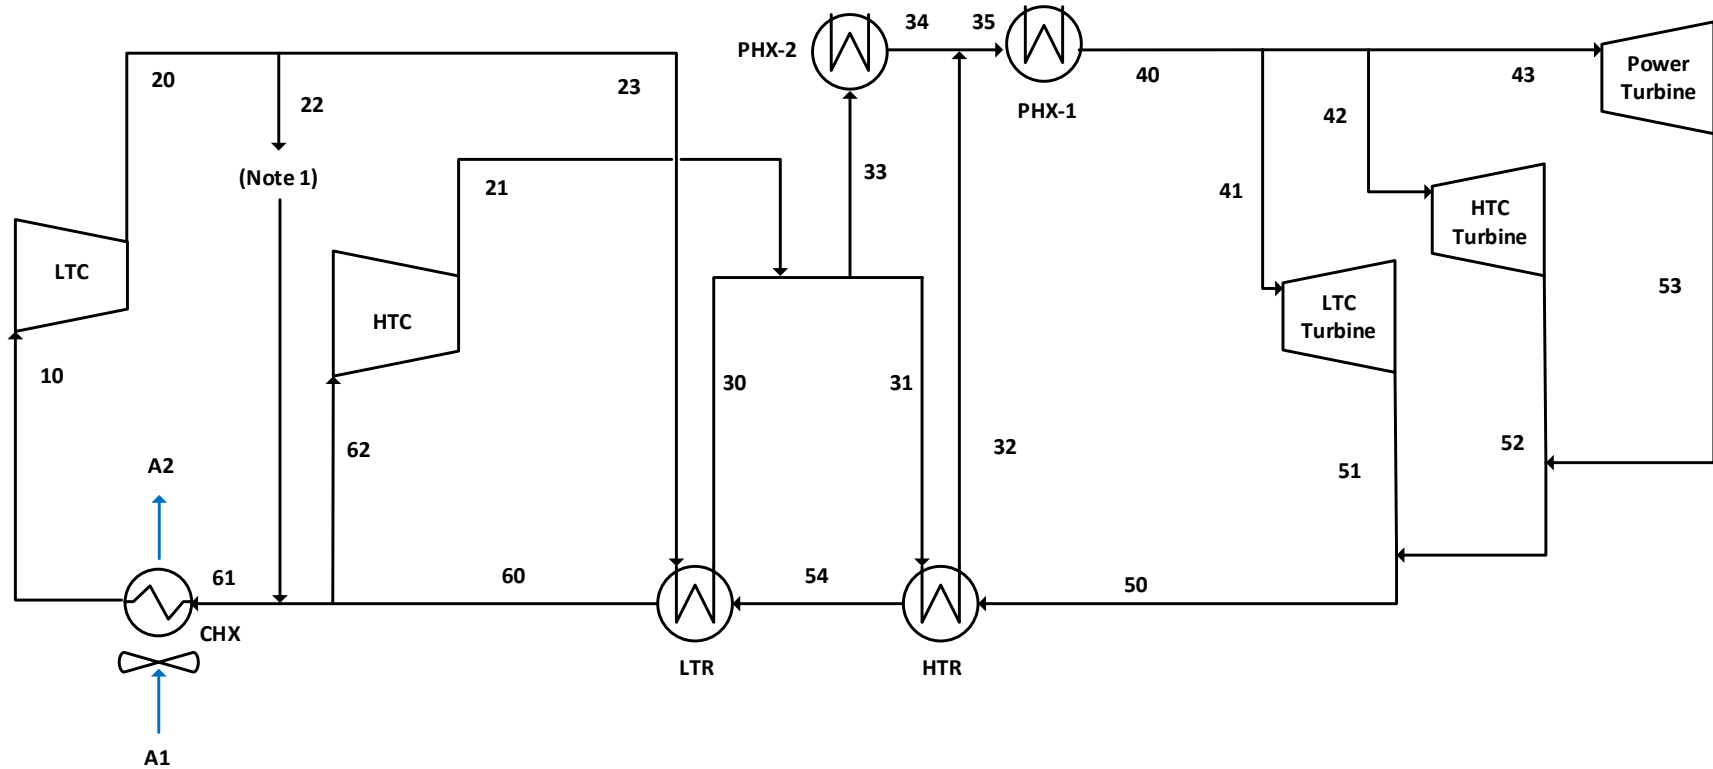 34
35
PHX-2
20
23
40
43
Power
Turbine
22
PHX-1
42
(Note 1)
33
21
41
HTC
Turbine
LTC
53
HTC
LTC
Turbine
10
30
31
62
32
52
A2
51
61
60
54
50
CHX
LTR
HTR
A1